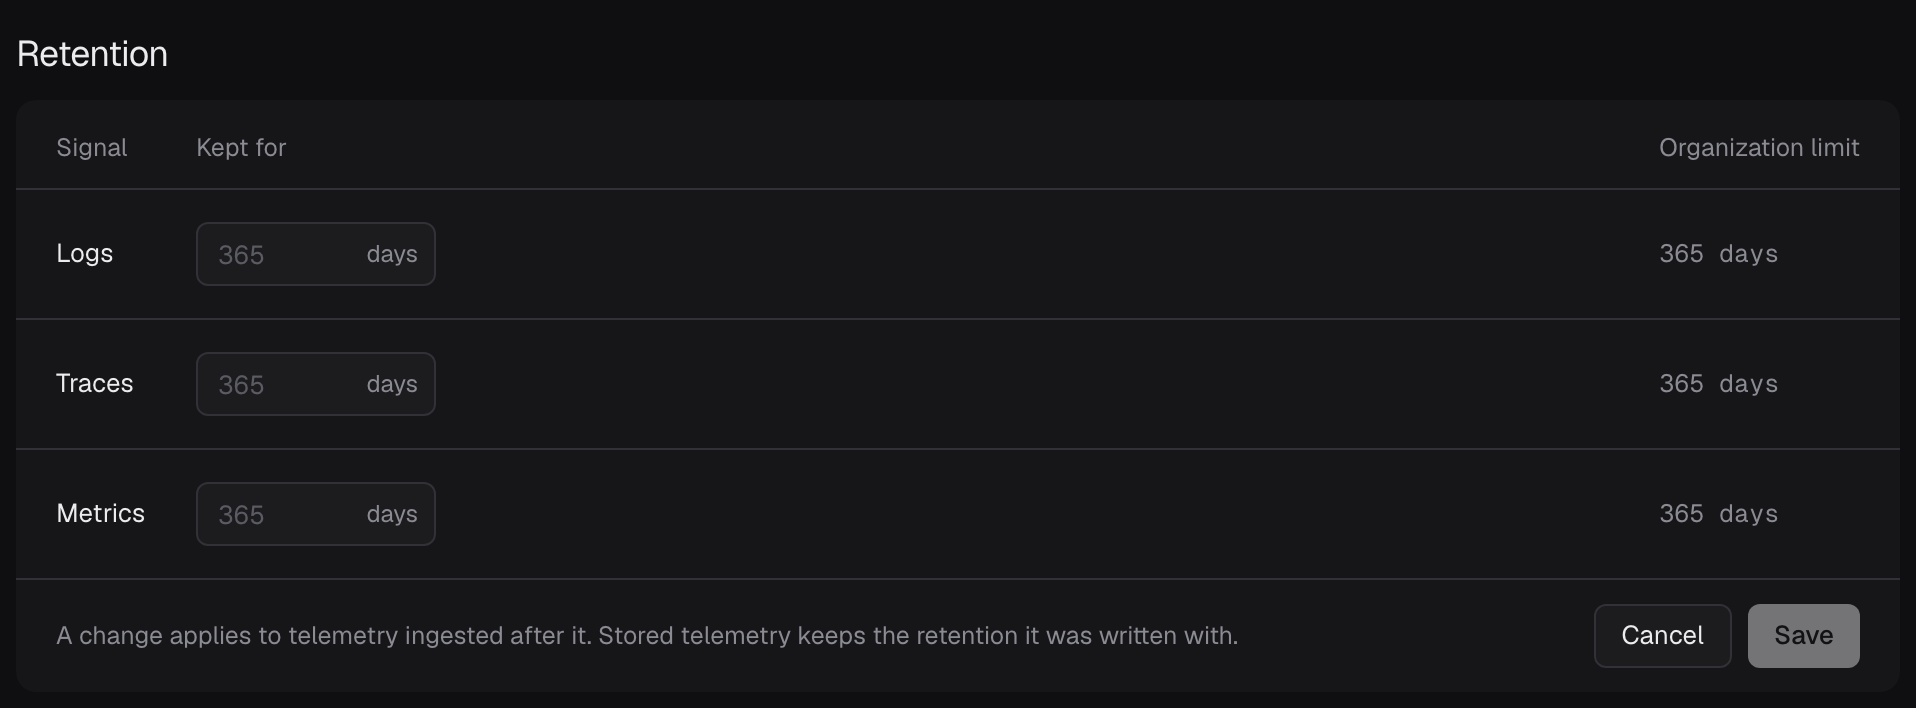 Retention
Signal Kept for Organization limit
Logs 365 days 365 days
Traces 365 days 365 days
Metrics 365 days 365 days
A change applies to telemetry ingested after it. Stored telemetry keeps the retention it was written with. Cancel Save